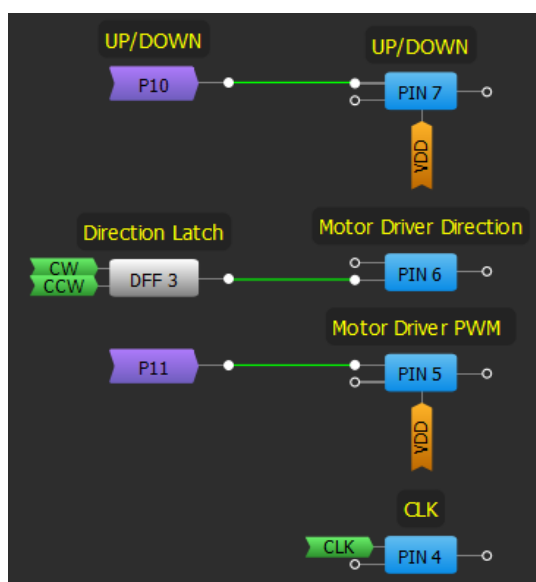 UP/DOWN
UP/DOWN
P10
PIN 7
VDD
Direction Latch
Motor Driver Direction
CW
CCW
DFF 3
PIN 6
Motor Driver PWM
P11
PIN 5
VDD
CLK
CLK
PIN 4